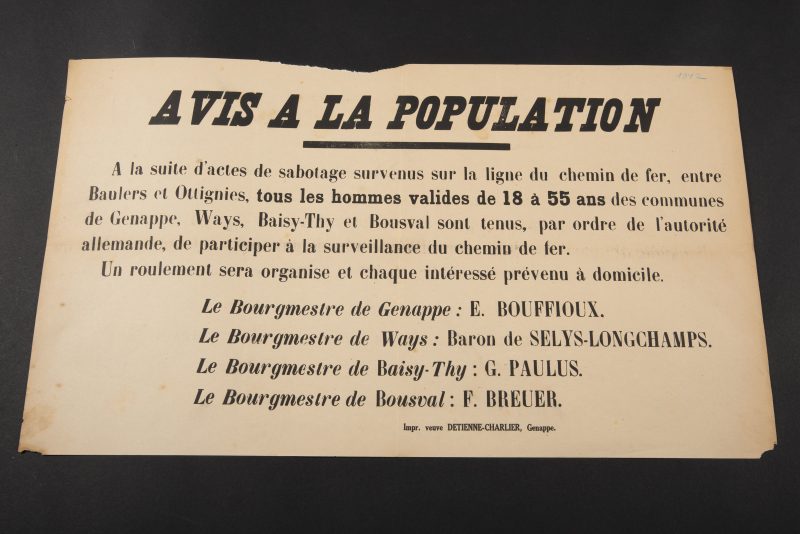 AVIS A LA POPULATION
A la suite d'actes de sabotage survenus sur la ligne du chemin de fer, entre
Baulers et Ottignies, tous les hommes valides de 18 à 55 ans des communes
de Genappe, Ways, Baisy-Thy et Bousval sont tenus, par ordre de l'autorité
allemande, de participer à la surveillance du chemin de fer.
Un roulement sera organise et chaque intéressé prévenu à domicile.
Le Bourgmestre de Genappe : E. BOUFFIOUX.
Le Bourgmestre de Ways : Baron de SELYS-LONGCHAMPS.
Le Bourgmestre de Baisy-Thy : G. PAULUS.
Le Bourgmestre de Bousval : F. BREUER.
Impr. veuve DETIENNE-CHARLIER, Genappe.